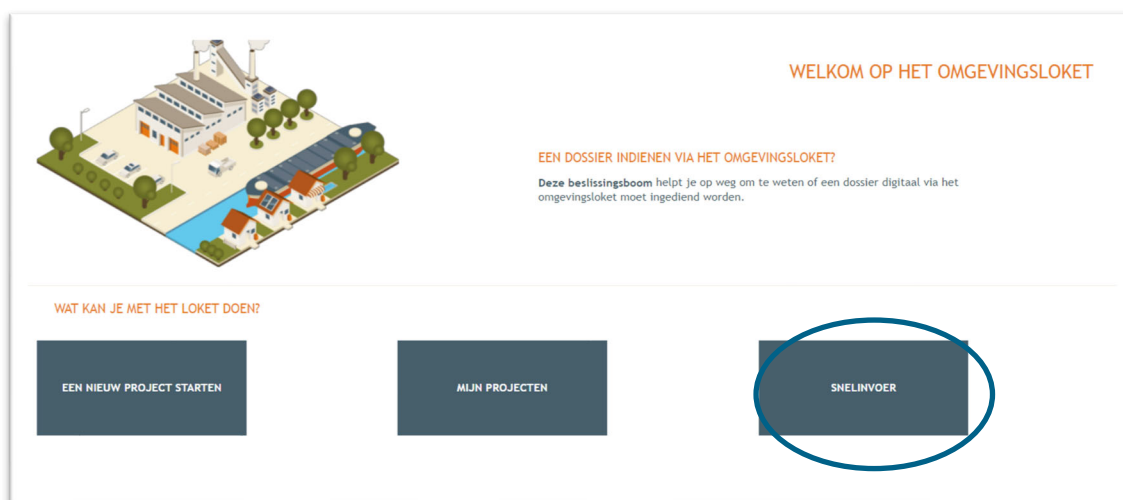 WELKOM OP HET OMGEVINGSLOKET
EEN DOSSIER INDIENEN VIA HET OMGEVINGSLOKET?
Deze beslissingsboom helpt je op weg om te weten of een dossier digitaal via het
omgevingsloket moet ingediend worden.
WAT KAN JE MET HET LOKET DOEN?
EEN NIEUW PROJECT STARTEN
MIJN PROJECTEN
SNELINVOER